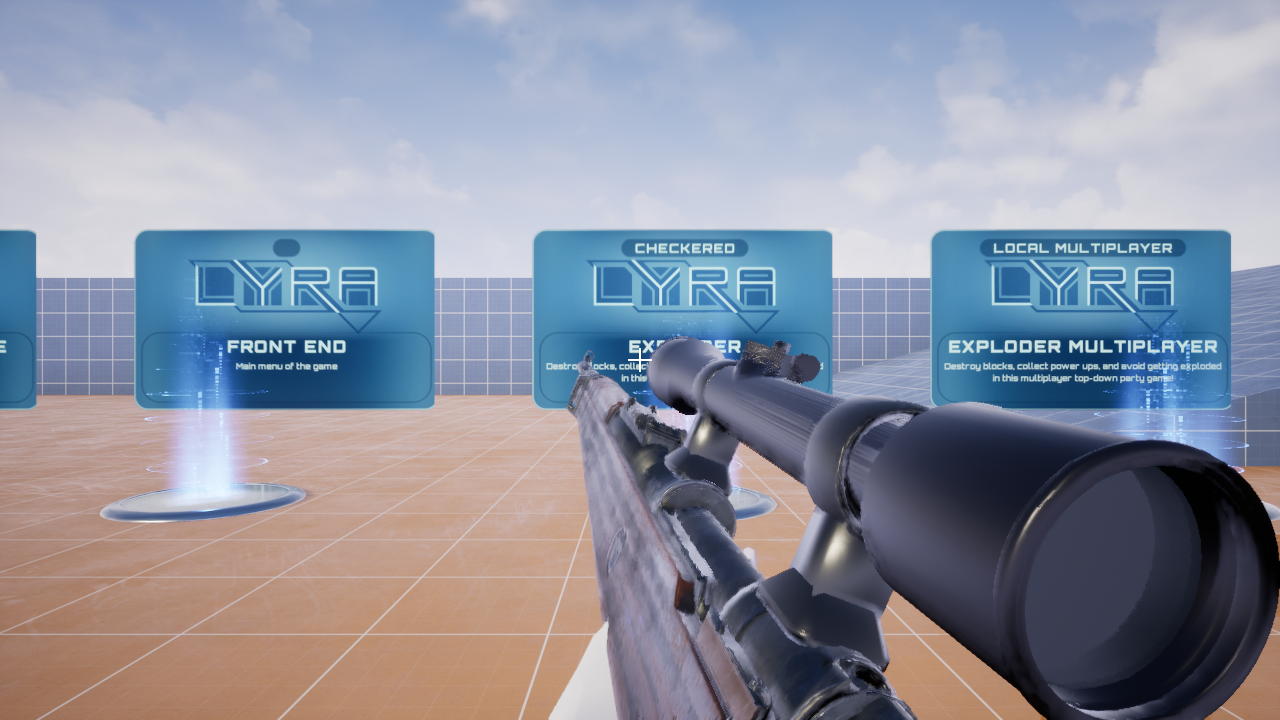 E
LYRA
FRONT END
Main menu of the game
CHECKERED
LYRA
LOCAL MULTIPLAYER
LYRA
EXPLODER MULTIPLAYER
Destroy blocks, collect power ups, and avoid getting exploded
in this multiplayer top-down party game!